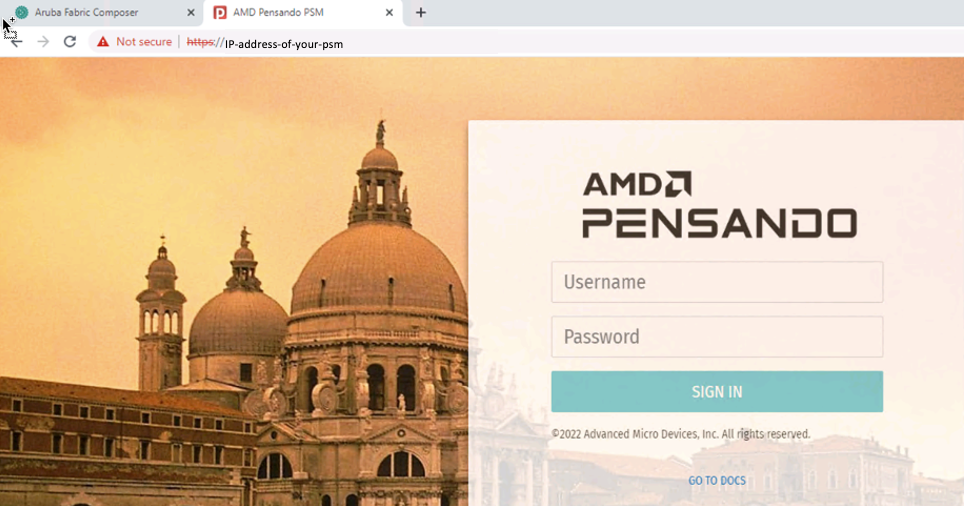 Aruba Fabric Composer
AMD Pensando PSM
Not secure
https://IP-address-of-your-psm
AMD
PENSANDO
Username
Password
SIGN IN
©2022 Advanced Micro Devices, Inc. All rights reserved.
GO TO DOCS